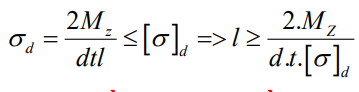 σ_d = 2M_z / dtl ≤ [σ]_d => l ≥ 2.M_Z / d.t.[σ]_d